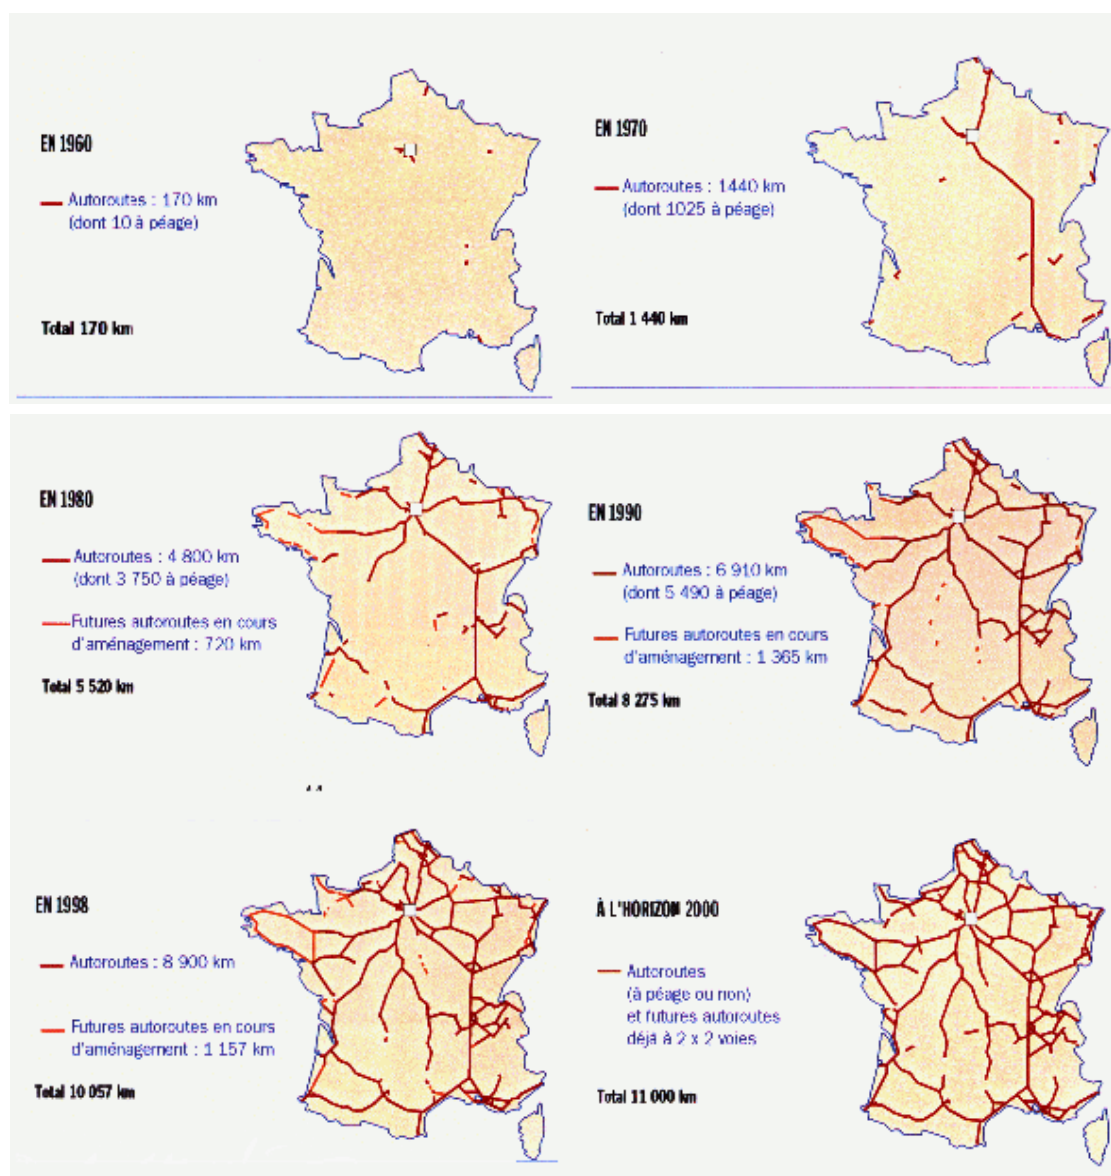 EN 1960
Autoroutes : 170 km
(dont 10 à péage)
Total 170 km
EN 1970
Autoroutes : 1440 km
(dont 1025 à péage)
Total 1 440 km
EN 1980
Autoroutes : 4 800 km
(dont 3 750 à péage)
Futures autoroutes en cours
d'aménagement : 720 km
Total 5 520 km
EN 1990
Autoroutes : 6 910 km
(dont 5 490 à péage)
Futures autoroutes en cours
d'aménagement : 1 365 km
Total 8 275 km
EN 1998
Autoroutes : 8 900 km
Futures autoroutes en cours
d'aménagement : 1 157 km
Total 10 057 km
À L'HORIZON 2000
Autoroutes
(à péage ou non)
et futures autoroutes
déjà à 2 x 2 voies
Total 11 000 km